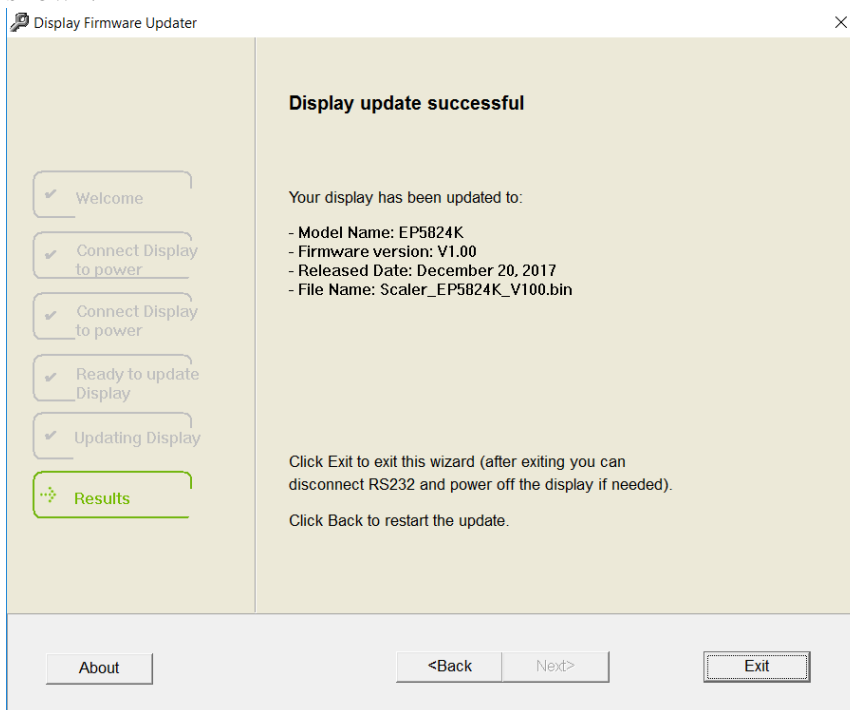 Display Firmware Updater
Display update successful
Welcome
Connect Display
to power
Connect Display
to power
Ready to update
Display
Updating Display
Results
Your display has been updated to:
- Model Name: EP5824K
- Firmware version: V1.00
- Released Date: December 20, 2017
- File Name: Scaler_EP5824K_V100.bin
Click Exit to exit this wizard (after exiting you can
disconnect RS232 and power off the display if needed).
Click Back to restart the update.
About
<Back
Next>
Exit